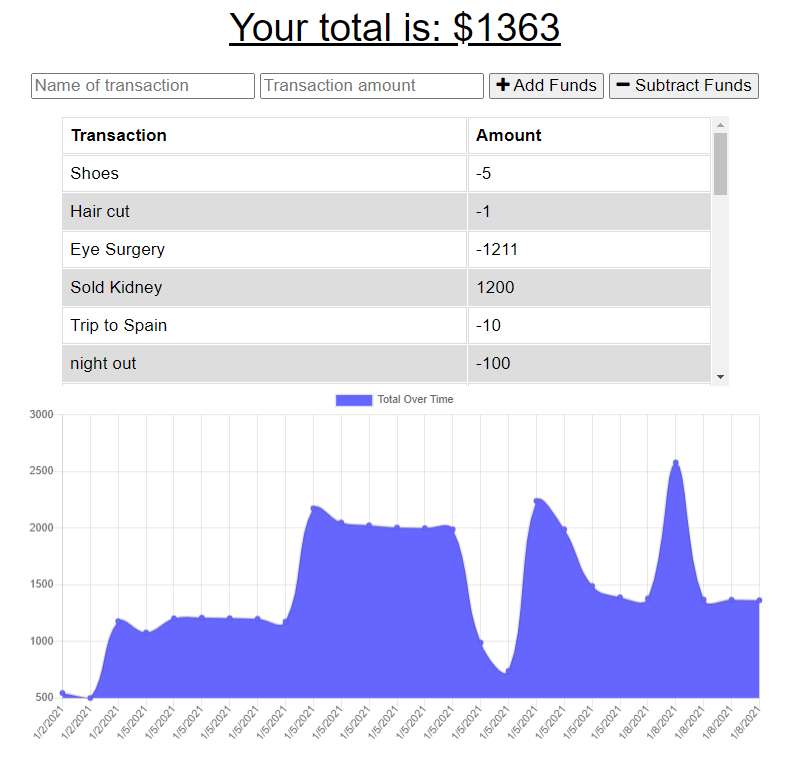 Your total is: $1363
Name of transaction Transaction amount + Add Funds − Subtract Funds
Transaction Amount
Shoes -5
Hair cut -1
Eye Surgery -1211
Sold Kidney 1200
Trip to Spain -10
night out -100
Total Over Time
3000
2500
2000
1500
1000
500
1/2/2021 1/2/2021 1/2/2021 1/5/2021 1/5/2021 1/5/2021 1/5/2021 1/5/2021 1/5/2021 1/5/2021 1/5/2021 1/5/2021 1/5/2021 1/5/2021 1/5/2021 1/5/2021 1/5/2021 1/5/2021 1/5/2021 1/5/2021 1/5/2021 1/8/2021 1/8/2021 1/8/2021 1/8/2021 1/8/2021